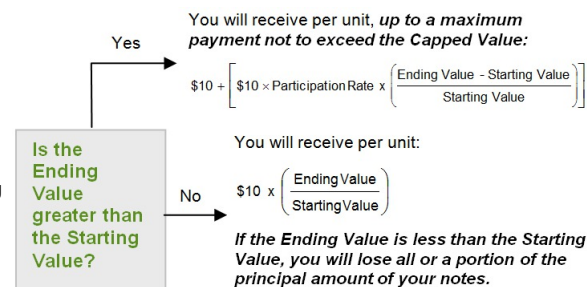 You will receive per unit, up to a maximum
payment not to exceed the Capped Value:
Yes
$10 + [$10 × Participation Rate x (Ending Value - Starting Value / Starting Value)]
Is the
Ending
Value
greater than
the Starting
Value?
No
You will receive per unit:
$10 x (Ending Value / Starting Value)
If the Ending Value is less than the Starting
Value, you will lose all or a portion of the
principal amount of your notes.